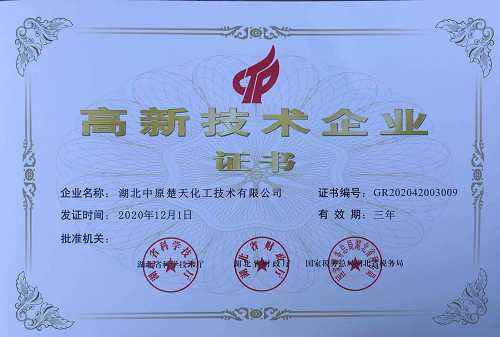 高新技术企业
证书
企业名称：湖北中原楚天化工技术有限公司 证书编号：GR202042003009
发证时间：2020年12月1日 有 效 期：三年
批准机关：
湖北省科学技术厅 湖北省财政厅 国家税务总局湖北省税务局